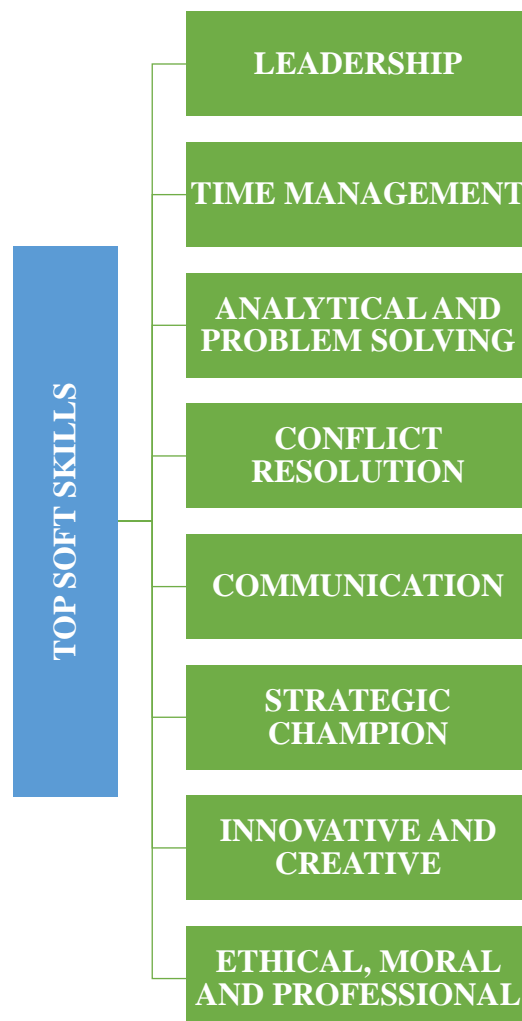 TOP SOFT SKILLS
LEADERSHIP
TIME MANAGEMENT
ANALYTICAL AND
PROBLEM SOLVING
CONFLICT
RESOLUTION
COMMUNICATION
STRATEGIC
CHAMPION
INNOVATIVE AND
CREATIVE
ETHICAL, MORAL
AND PROFESSIONAL